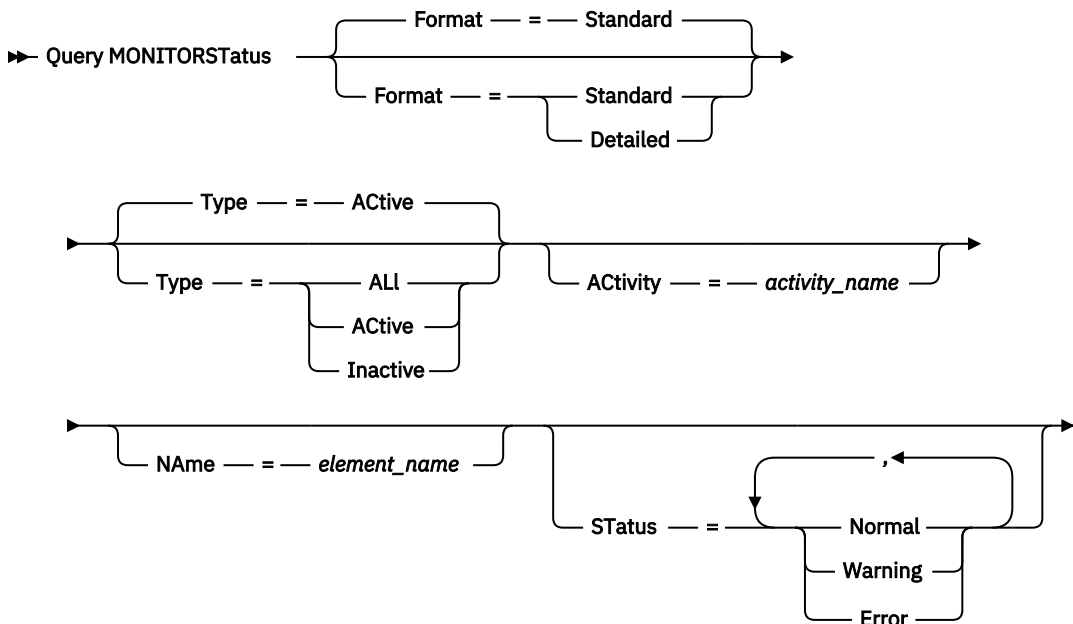 Format = Standard
Query MONITORSTatus
Format = Standard
Detailed
Type = ACtive
Type = ALl
ACtivity = activity_name
ACtive
Inactive
NAme = element_name
,
STatus = Normal
Warning
Error